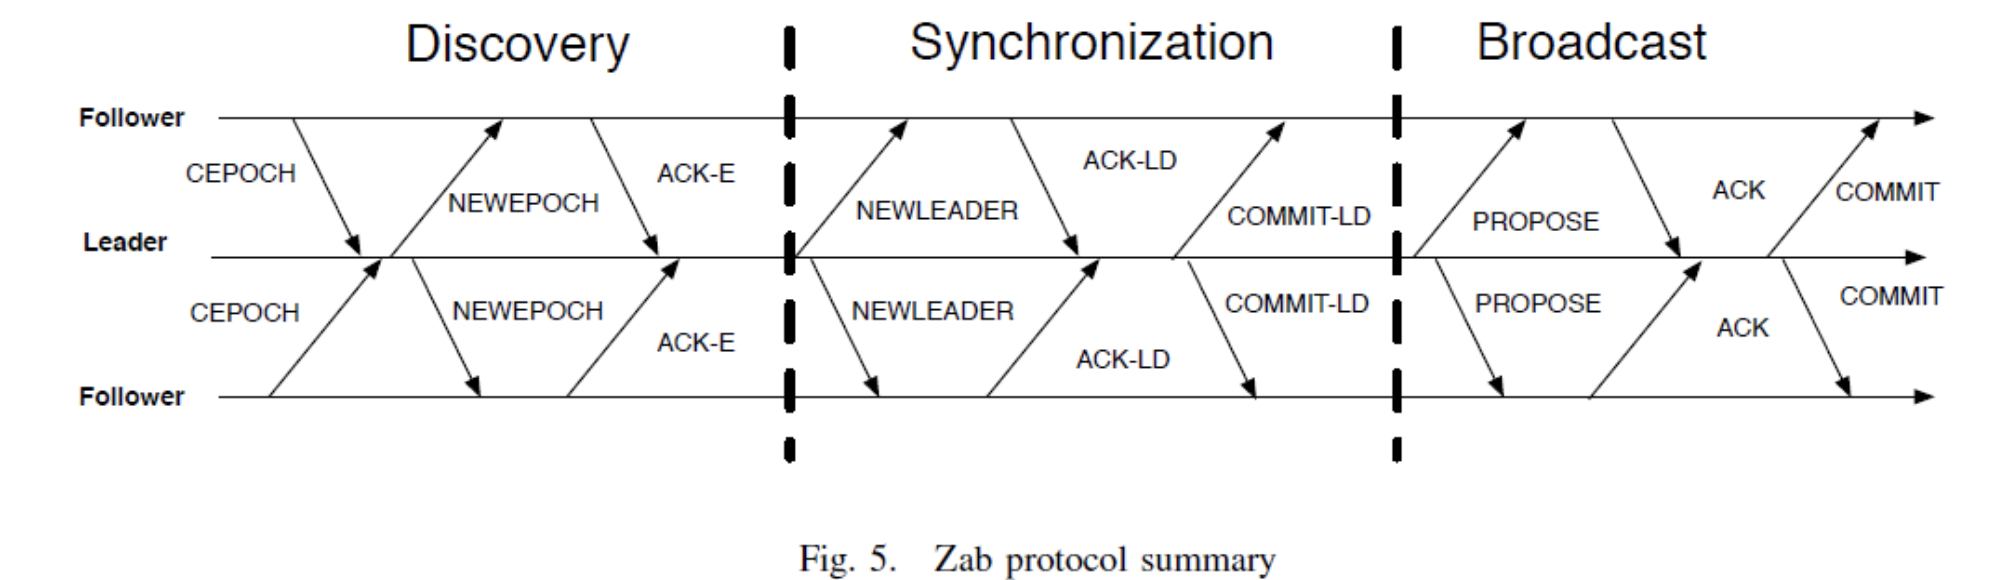 Discovery
Synchronization
Broadcast
Follower
CEPOCH
NEWEPOCH
ACK-E
NEWLEADER
ACK-LD
COMMIT-LD
PROPOSE
ACK
COMMIT
Leader
CEPOCH
NEWEPOCH
ACK-E
NEWLEADER
ACK-LD
COMMIT-LD
PROPOSE
ACK
COMMIT
Follower
Fig. 5. Zab protocol summary